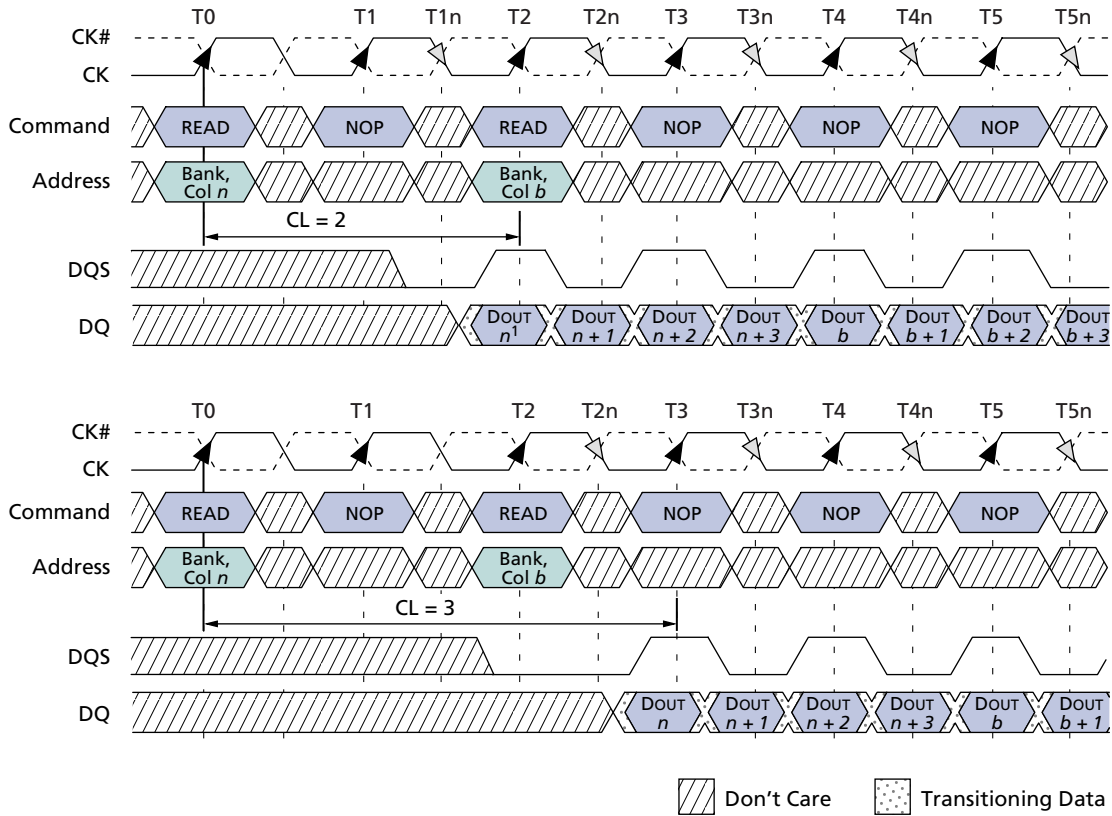 T0 T1 T1n T2 T2n T3 T3n T4 T4n T5 T5n
CK#
CK
Command READ NOP READ NOP NOP NOP
Address Bank, Col n Bank, Col b
CL = 2
DQS
DQ DOUT n¹ DOUT n + 1 DOUT n + 2 DOUT n + 3 DOUT b DOUT b + 1 DOUT b + 2 DOUT b + 3
T0 T1 T2 T2n T3 T3n T4 T4n T5 T5n
CK#
CK
Command READ NOP READ NOP NOP NOP
Address Bank, Col n Bank, Col b
CL = 3
DQS
DQ DOUT n DOUT n + 1 DOUT n + 2 DOUT n + 3 DOUT b DOUT b + 1
Don't Care Transitioning Data